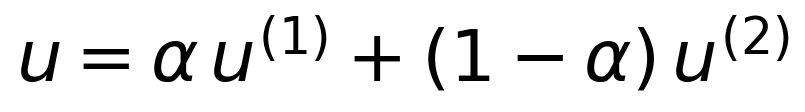 u = α u⁽¹⁾ + (1 − α) u⁽²⁾